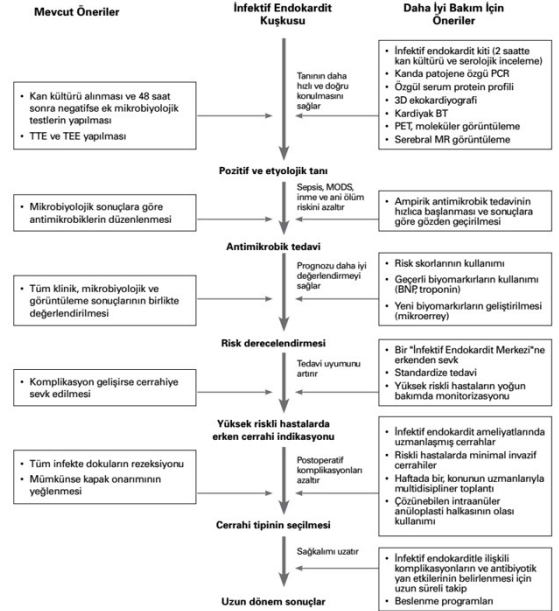 Mevcut Öneriler
İnfektif Endokardit
Kuşkusu
Daha İyi Bakım İçin
Öneriler
• Kan kültürü alınması ve 48 saat
sonra negatifse ek mikrobiyolojik
testlerin yapılması
• TTE ve TEE yapılması
Tanının daha
hızlı ve doğru
konulmasını
sağlar
• İnfektif endokardit kiti (2 saatte
kan kültürü ve serolojik inceleme)
• Kanda patojene özgü PCR
• Özgül serum protein profili
• 3D ekokardiyografi
• Kardiyak BT
• PET, moleküler görüntüleme
• Serebral MR görüntüleme
Pozitif ve etyolojik tanı
• Mikrobiyolojik sonuçlara göre
antimikrobiklerin düzenlenmesi
Sepsis, MODS,
inme ve ani ölüm
riskini azaltır
• Ampirik antimikrobik tedavinin
hızlıca başlanması ve sonuçlara
göre gözden geçirilmesi
Antimikrobik tedavi
• Tüm klinik, mikrobiyolojik ve
görüntüleme sonuçlarının birlikte
değerlendirilmesi
Prognozu daha iyi
değerlendirmeyi
sağlar
• Risk skorlarının kullanımı
• Geçerli biyomarkırların kullanımı
(BNP, troponin)
• Yeni biyomarkırların geliştirilmesi
(mikroerrey)
Risk derecelendirmesi
• Komplikasyon gelişirse cerrahiye
sevk edilmesi
Tedavi uyumunu
artırır
• Bir "İnfektif Endokardit Merkezi"ne
erkenden sevk
• Standardize tedavi
• Yüksek riskli hastaların yoğun
bakımda monitorizasyonu
Yüksek riskli hastalarda
erken cerrahi indikasyonu
• Tüm infekte dokuların rezeksiyonu
• Mümkünse kapak onarımının
yeğlenmesi
Postoperatif
komplikasyonları
azaltır
• İnfektif endokardit ameliyatlarında
uzmanlaşmış cerrahlar
• Riskli hastalarda minimal invazif
cerrahiler
• Haftada bir, konunun uzmanlarıyla
multidisipliner toplantı
• Çözünebilen intraanüler
anüloplasti halkasının olası
kullanımı
Cerrahi tipinin seçilmesi
Sağkalımı uzatır
• İnfektif endokarditle ilişkili
komplikasyonların ve antibiyotik
yan etkilerinin belirlenmesi için
uzun süreli takip
• Beslenme programları
Uzun dönem sonuçlar